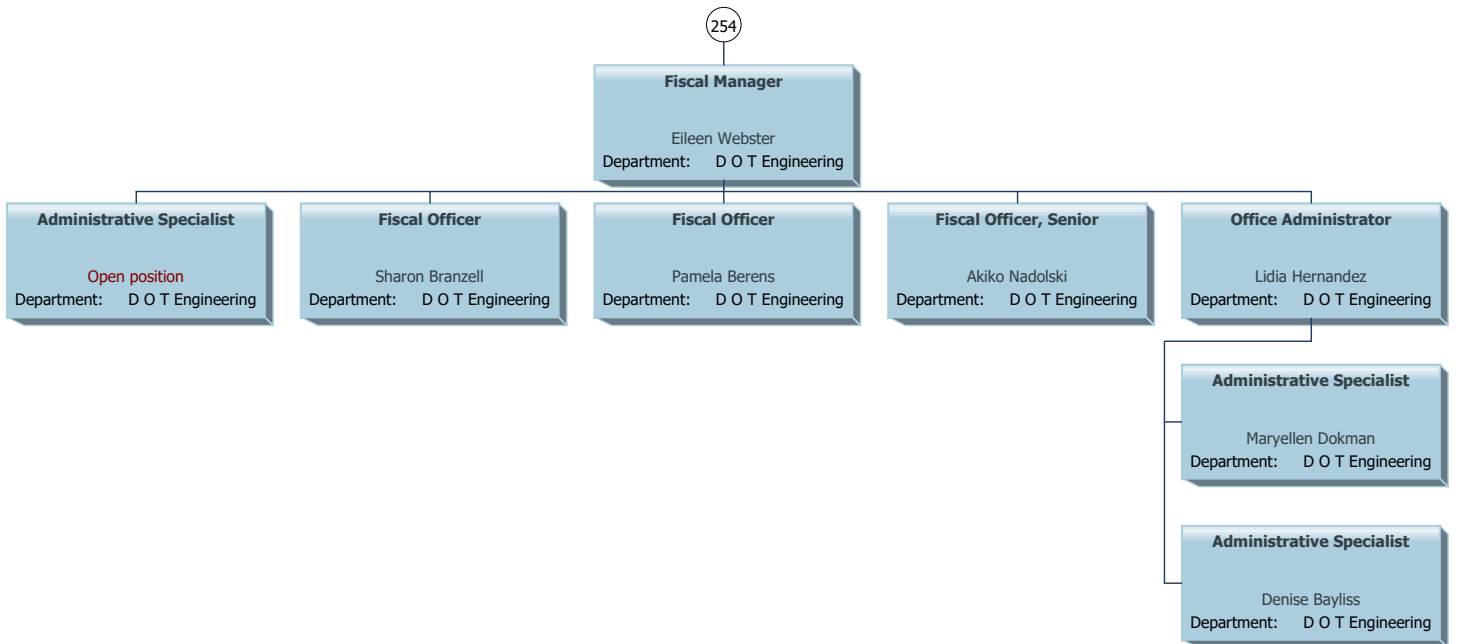 254
Fiscal Manager
Eileen Webster
Department: D O T Engineering
Administrative Specialist
Open position
Department: D O T Engineering
Fiscal Officer
Sharon Branzell
Department: D O T Engineering
Fiscal Officer
Pamela Berens
Department: D O T Engineering
Fiscal Officer, Senior
Akiko Nadolski
Department: D O T Engineering
Office Administrator
Lidia Hernandez
Department: D O T Engineering
Administrative Specialist
Maryellen Dokman
Department: D O T Engineering
Administrative Specialist
Denise Bayliss
Department: D O T Engineering